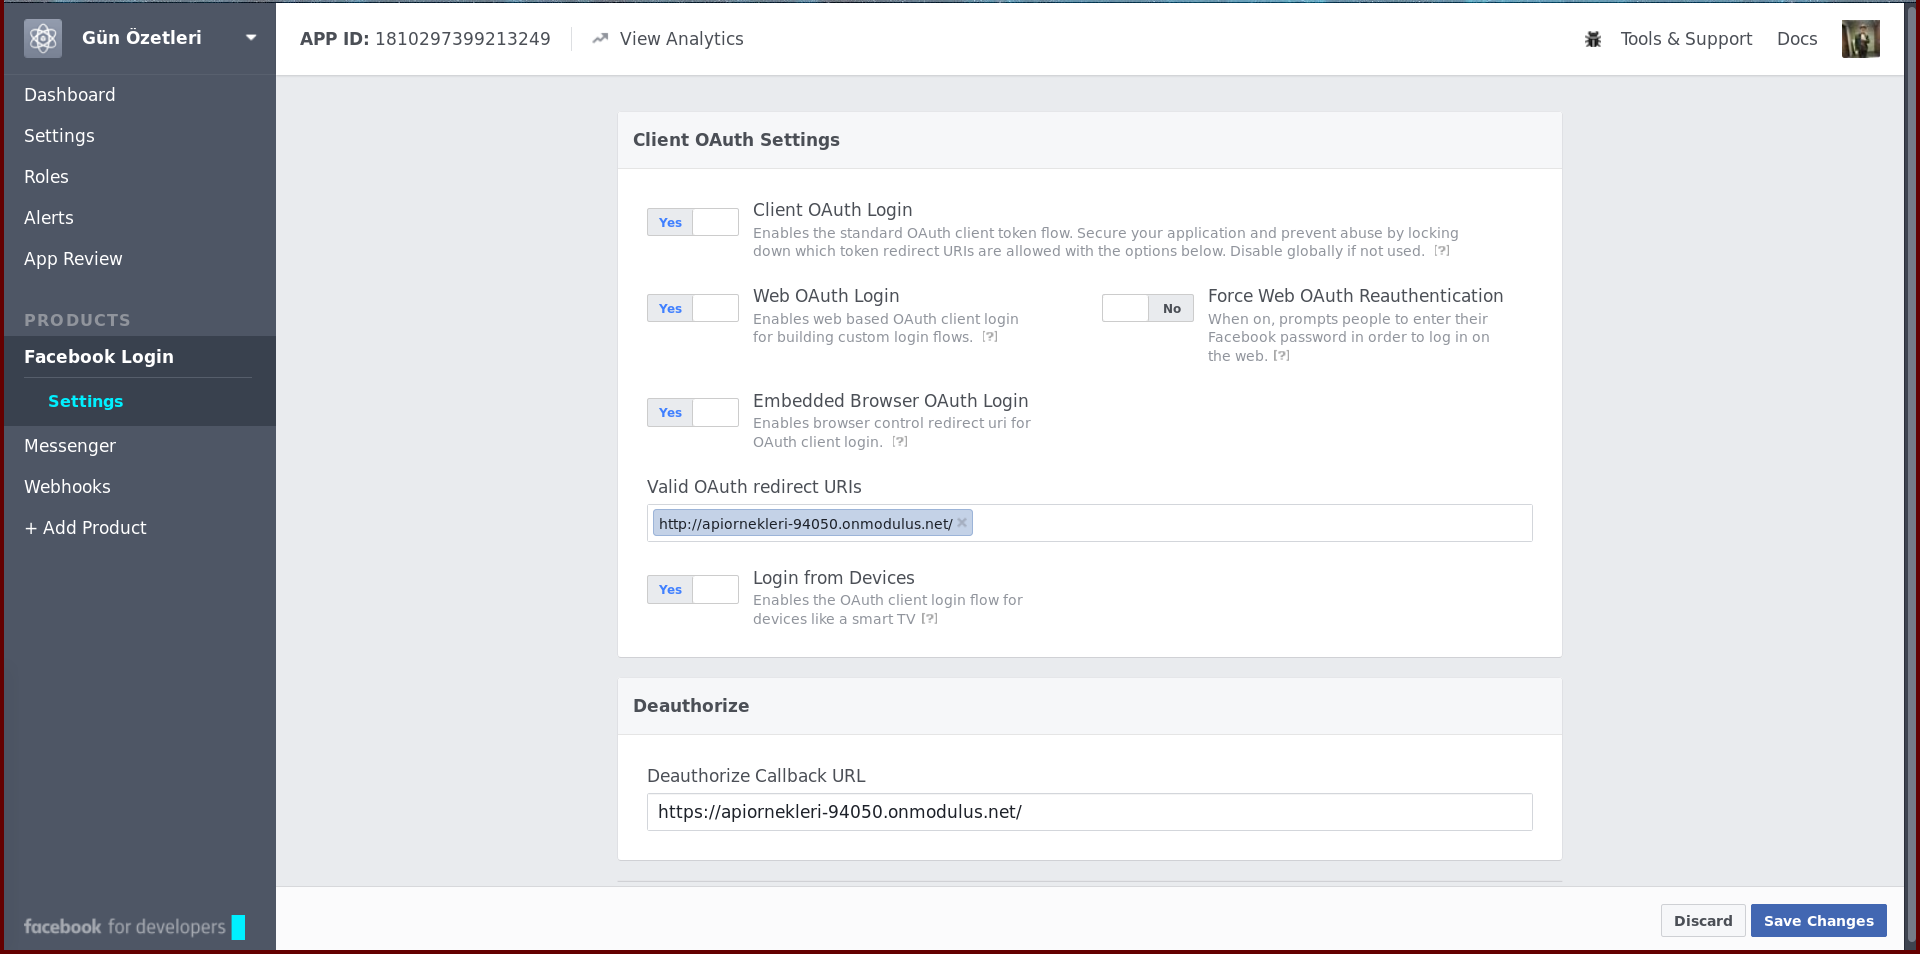 Gün Özetleri
APP ID: 1810297399213249
View Analytics
Tools & Support
Docs
Dashboard
Settings
Roles
Alerts
App Review
PRODUCTS
Facebook Login
Settings
Messenger
Webhooks
+ Add Product
facebook for developers
Client OAuth Settings
Yes
Client OAuth Login
Enables the standard OAuth client token flow. Secure your application and prevent abuse by locking
down which token redirect URIs are allowed with the options below. Disable globally if not used. [?]
Yes
Web OAuth Login
Enables web based OAuth client login
for building custom login flows. [?]
No
Force Web OAuth Reauthentication
When on, prompts people to enter their
Facebook password in order to log in on
the web. [?]
Yes
Embedded Browser OAuth Login
Enables browser control redirect uri for
OAuth client login. [?]
Valid OAuth redirect URIs
http://apiornekleri-94050.onmodulus.net/
Yes
Login from Devices
Enables the OAuth client login flow for
devices like a smart TV [?]
Deauthorize
Deauthorize Callback URL
https://apiornekleri-94050.onmodulus.net/
Discard
Save Changes